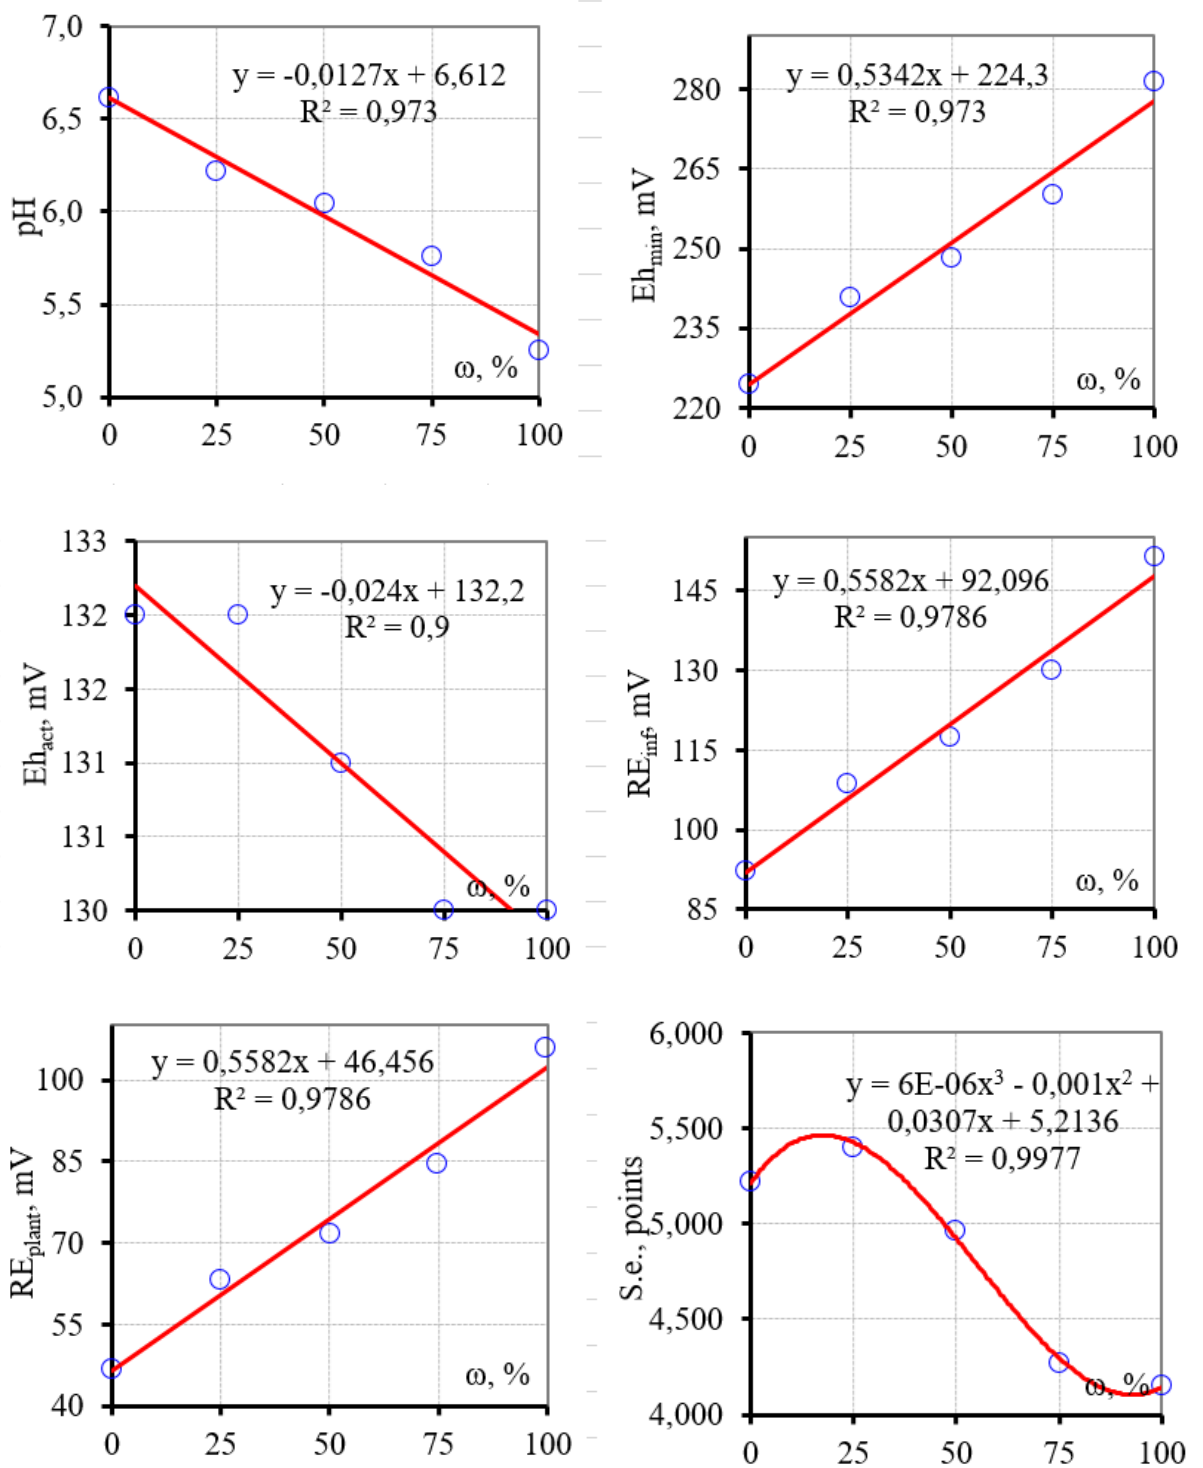 7,0
6,5
6,0
5,5
5,0
pH
y = -0,0127x + 6,612
R² = 0,973
ω, %
0 25 50 75 100
280
265
250
235
220
Eh_min, mV
y = 0,5342x + 224,3
R² = 0,973
ω, %
0 25 50 75 100
133
132
132
131
131
130
Eh_act, mV
y = -0,024x + 132,2
R² = 0,9
ω, %
0 25 50 75 100
145
130
115
100
85
RE_inf, mV
y = 0,5582x + 92,096
R² = 0,9786
ω, %
0 25 50 75 100
100
85
70
55
40
RE_plant, mV
y = 0,5582x + 46,456
R² = 0,9786
ω, %
0 25 50 75 100
6,000
5,500
5,000
4,500
4,000
S.e., points
y = 6E-06x³ - 0,001x² +
0,0307x + 5,2136
R² = 0,9977
ω, %
0 25 50 75 100